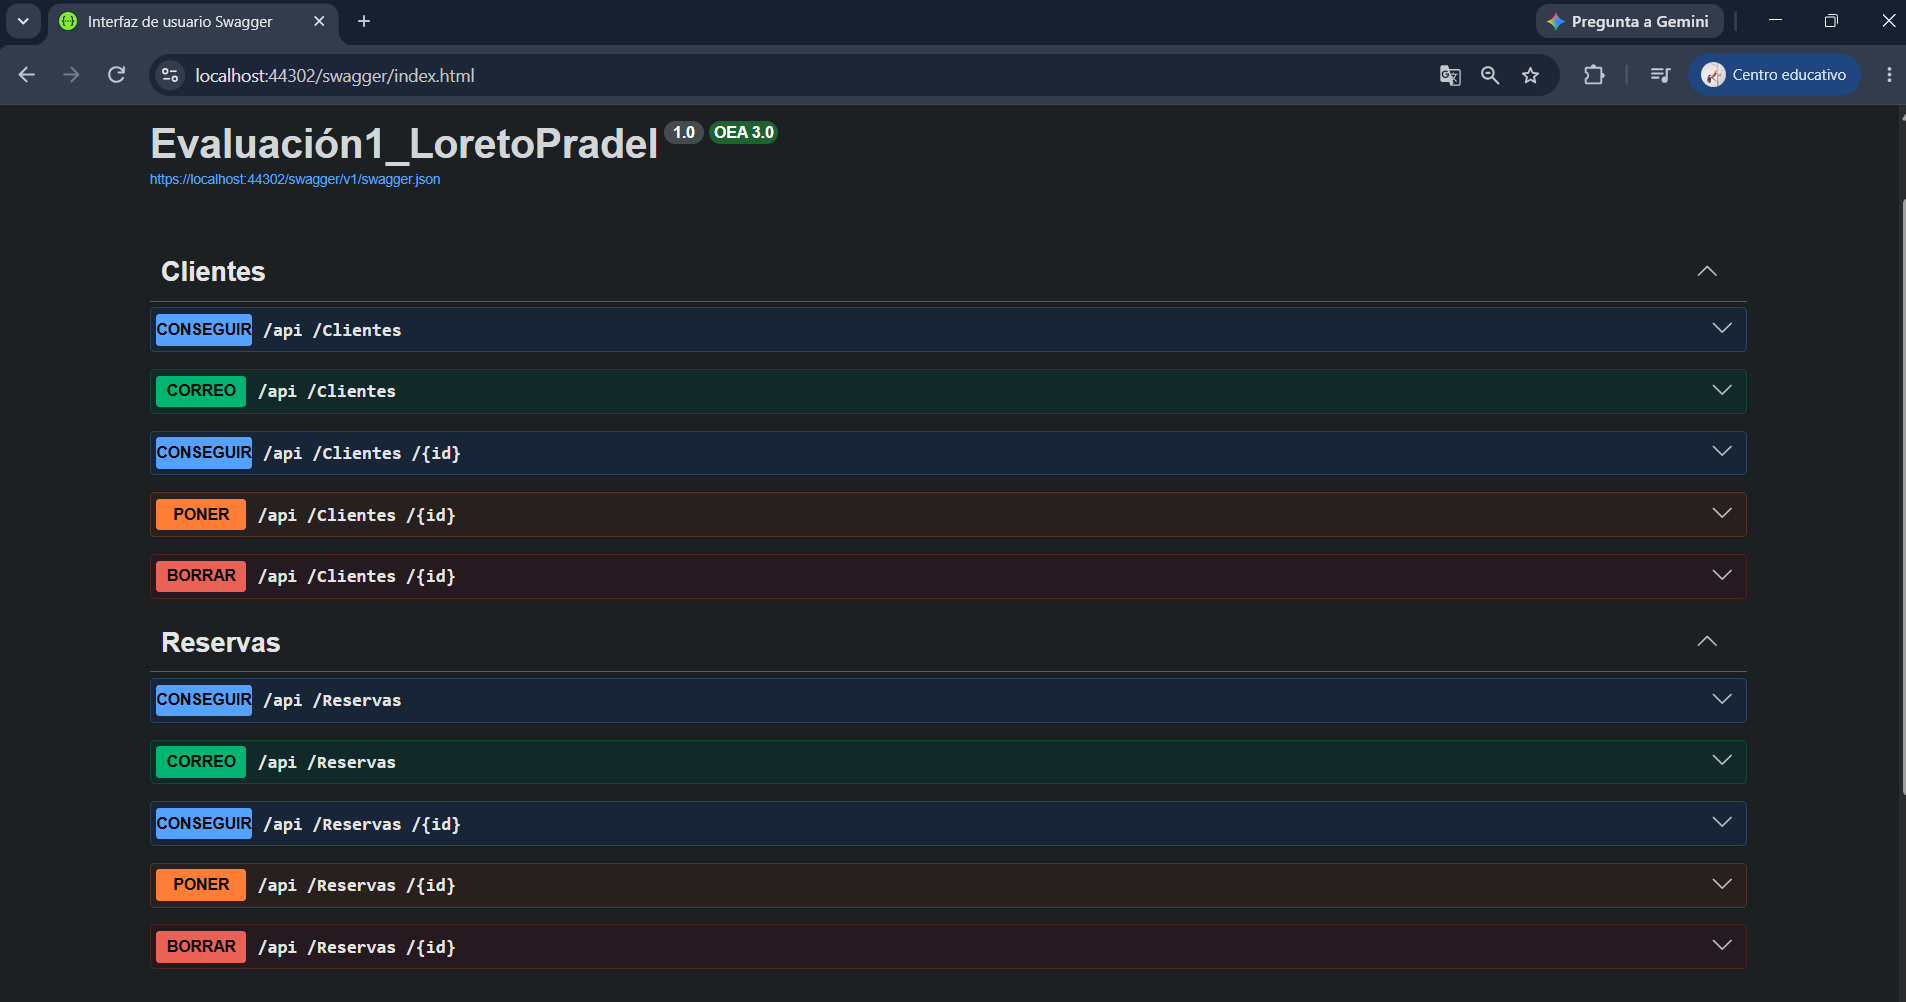 Interfaz de usuario Swagger
Pregunta a Gemini
localhost:44302/swagger/index.html
Centro educativo
Evaluación1_LoretoPradel 1.0 OEA 3.0
https://localhost:44302/swagger/v1/swagger.json
Clientes
CONSEGUIR /api /Clientes
CORREO /api /Clientes
CONSEGUIR /api /Clientes /{id}
PONER /api /Clientes /{id}
BORRAR /api /Clientes /{id}
Reservas
CONSEGUIR /api /Reservas
CORREO /api /Reservas
CONSEGUIR /api /Reservas /{id}
PONER /api /Reservas /{id}
BORRAR /api /Reservas /{id}